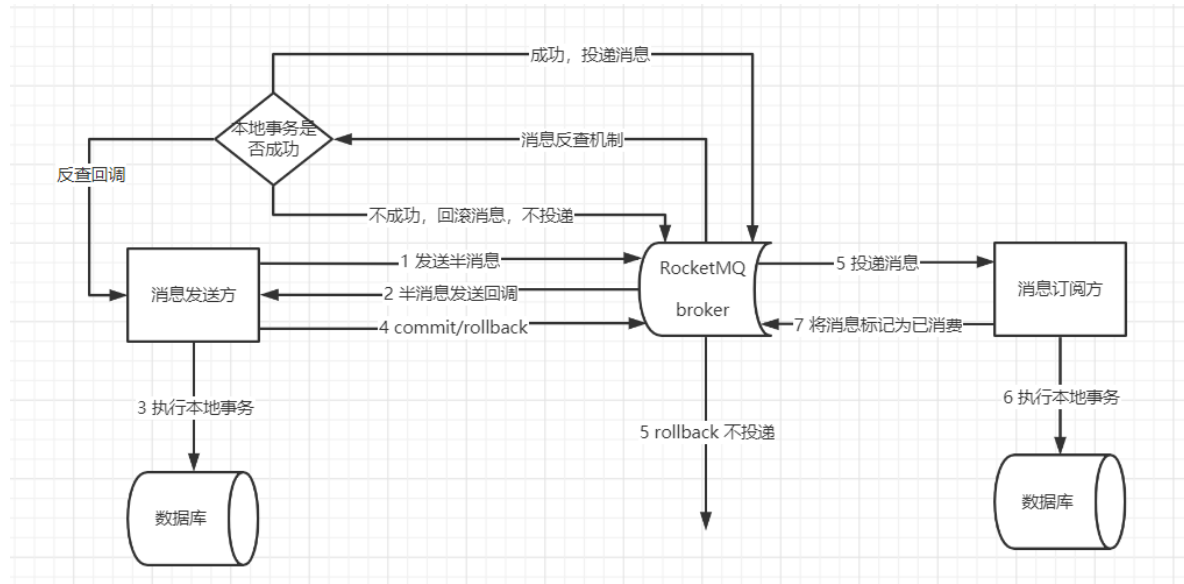 成功，投递消息
本地事务是
否成功
消息反查机制
反查回调
不成功，回滚消息，不投递
1 发送半消息
RocketMQ
5 投递消息
消息发送方
2 半消息发送回调
broker
消息订阅方
4 commit/rollback
7 将消息标记为已消费
3 执行本地事务
6 执行本地事务
5 rollback 不投递
数据库
数据库